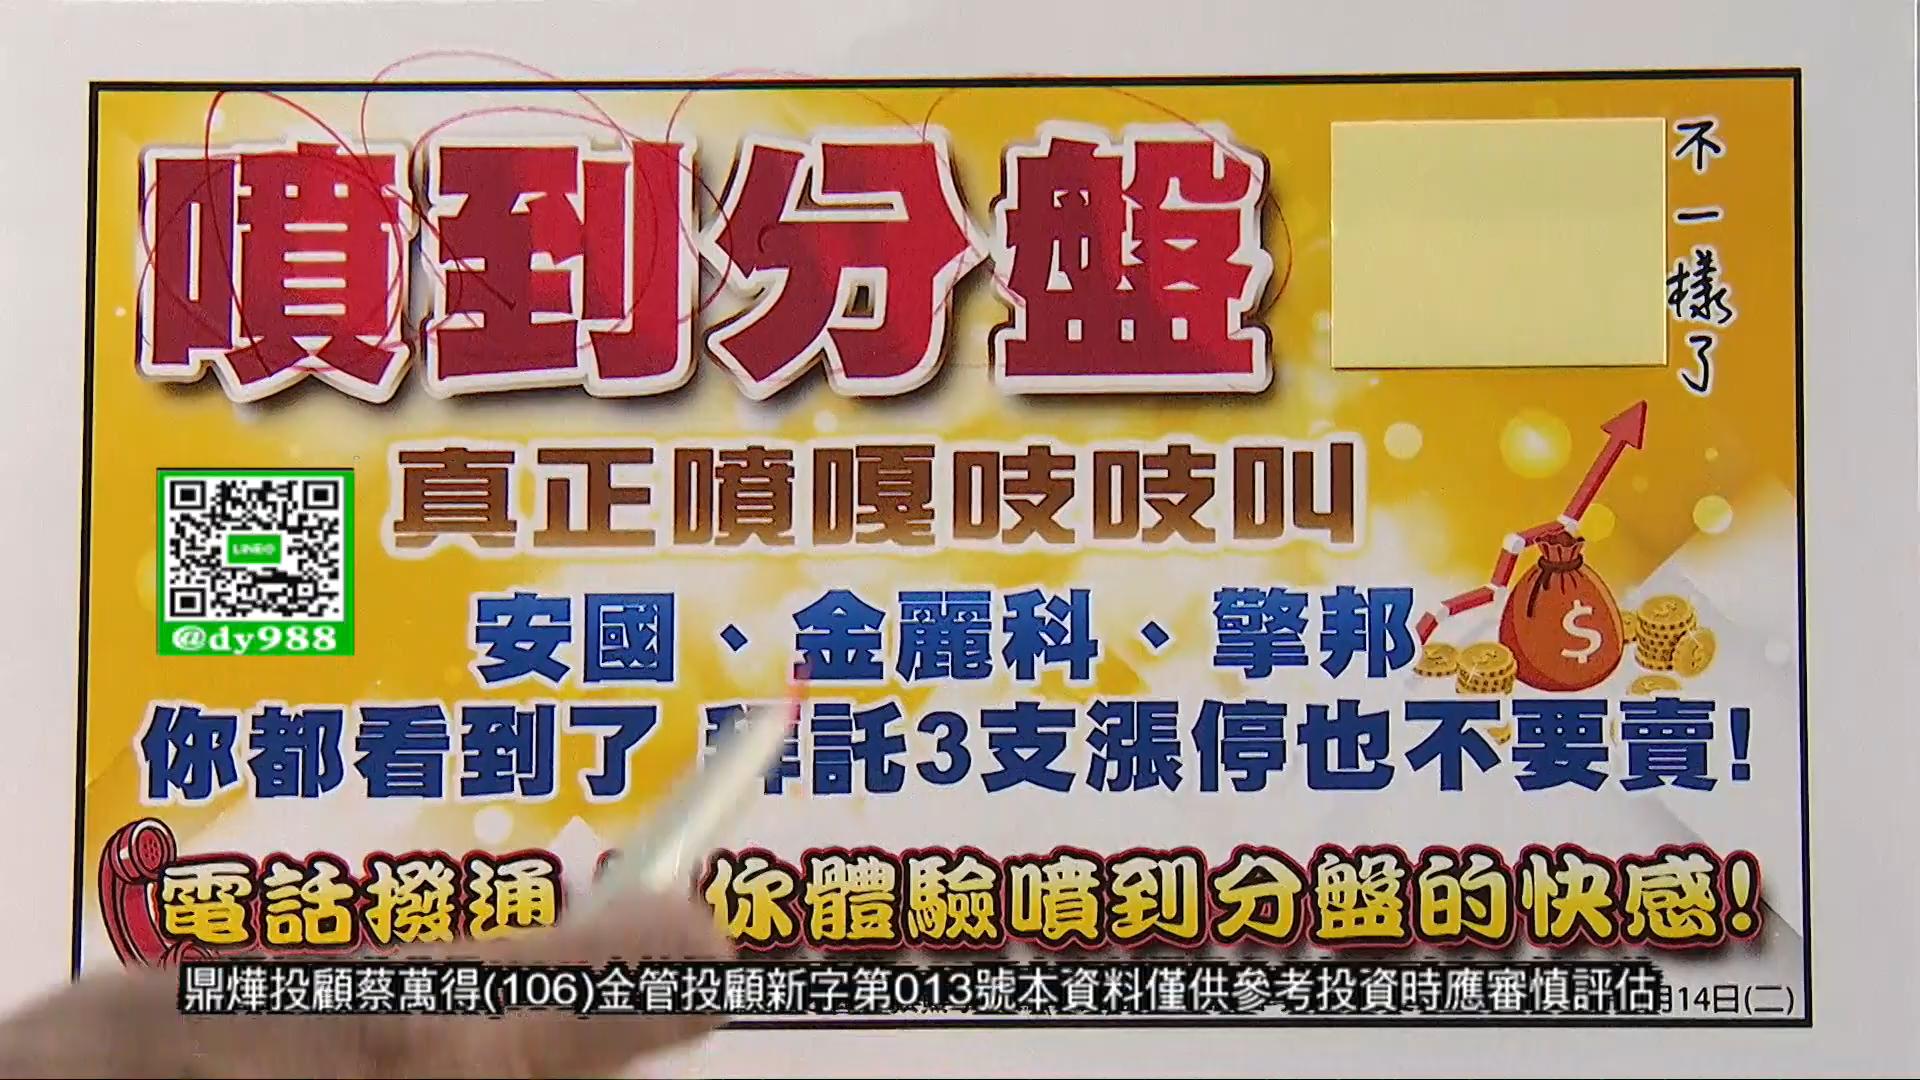 噴到分盤
不一樣了
真正噴嘎吱吱叫
LINE@
@dy988
安國、金麗科、擎邦
你都看到了 拜託3支漲停也不要賣!
電話撥通 你體驗噴到分盤的快感!
鼎燁投顧蔡萬得(106)金管投顧新字第013號本資料僅供參考投資時應審慎評估
月14日(二)